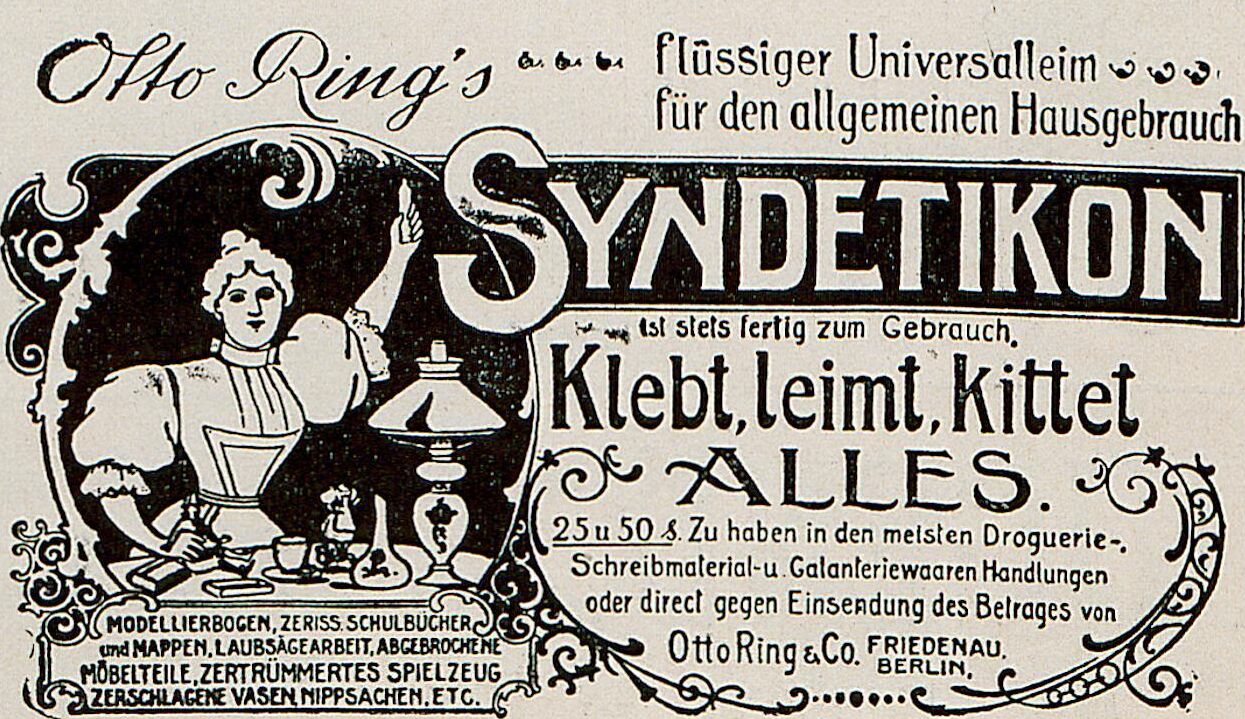 Otto Ring's
flüssiger Universalleim
für den allgemeinen Hausgebrauch
SYNDETIKON
ist stets fertig zum Gebrauch.
Klebt, leimt, kittet
ALLES.
25 u 50 ₰. Zu haben in den meisten Droguerie-,
Schreibmaterial- u. Galanteriewaaren Handlungen
oder direct gegen Einsendung des Betrages von
Otto Ring & Co. FRIEDENAU,
BERLIN.
MODELLIERBOGEN, ZERISS. SCHULBÜCHER
und MAPPEN, LAUBSÄGEARBEIT, ABGEBROCHENE
MÖBELTEILE, ZERTRÜMMERTES SPIELZEUG
ZERSCHLAGENE VASEN, NIPPSACHEN, ETC.